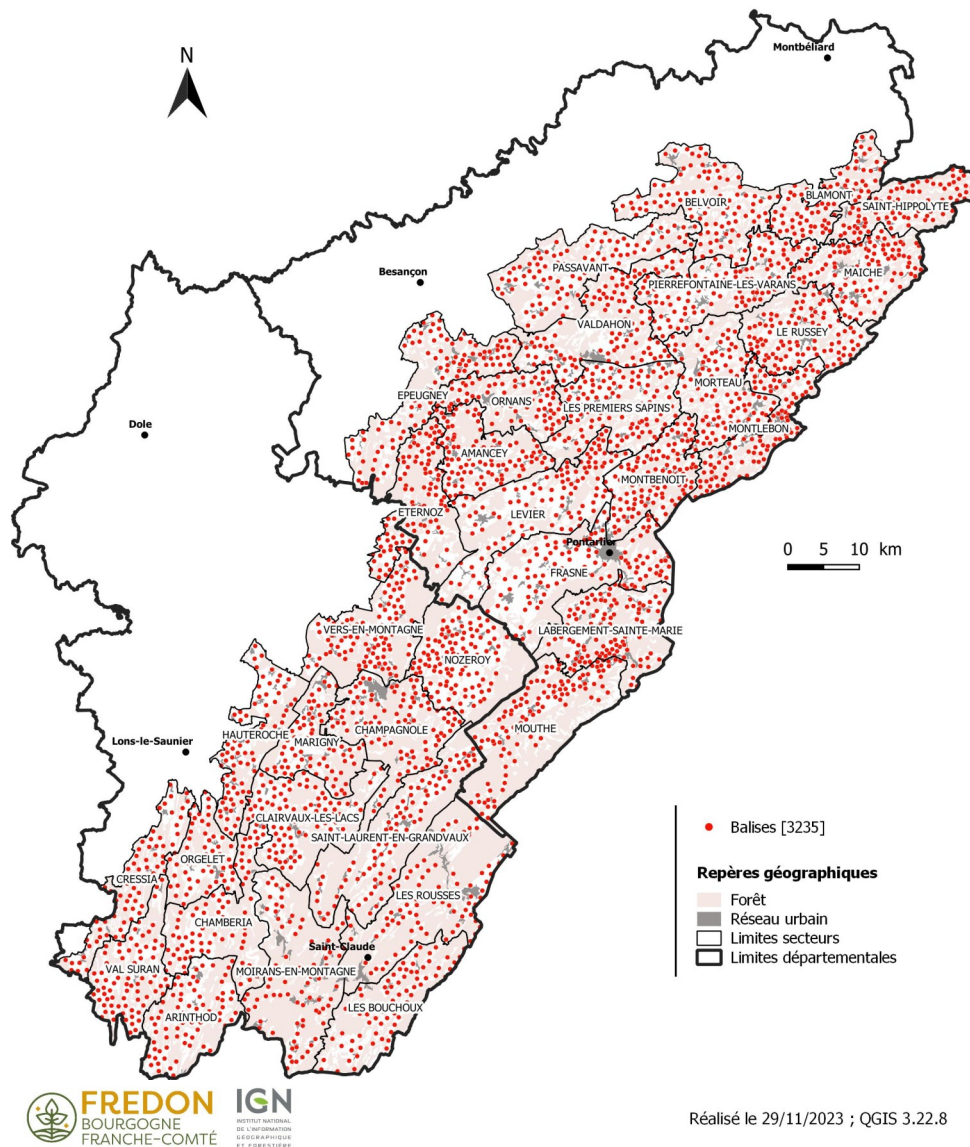 Montbéliard
N
BLAMONT
BELVOIR
SAINT-HIPPOLYTE
PASSAVANT
MAICHE
Besançon
PIERREFONTAINE-LES-VARANS
VALDAHON
LE RUSSEY
MORTEAU
EPEUGNEY
ORNANS
LES PREMIERS SAPINS
Dole
MONTLEBON
AMANCEY
MONTBENOIT
ETERNOZ
LEVIER
Pontarlier
0 5 10 km
FRASNE
VERS-EN-MONTAGNE
LABERGEMENT-SAINTE-MARIE
NOZEROY
HAUTEROCHE
CHAMPAGNOLE
MOUTHE
MARIGNY
Lons-le-Saunier
CLAIRVAUX-LES-LACS
SAINT-LAURENT-EN-GRANDVAUX
ORGELET
CRESSIA
LES ROUSSES
CHAMBERIA
Saint-Claude
VAL SURAN
MOIRANS-EN-MONTAGNE
LES BOUCHOUX
ARINTHOD
Balises [3235]
Repères géographiques
Forêt
Réseau urbain
Limites secteurs
Limites départementales
FREDON
BOURGOGNE
FRANCHE-COMTÉ
IGN
INSTITUT NATIONAL
DE L'INFORMATION
GÉOGRAPHIQUE
ET FORESTIÈRE
Réalisé le 29/11/2023 ; QGIS 3.22.8